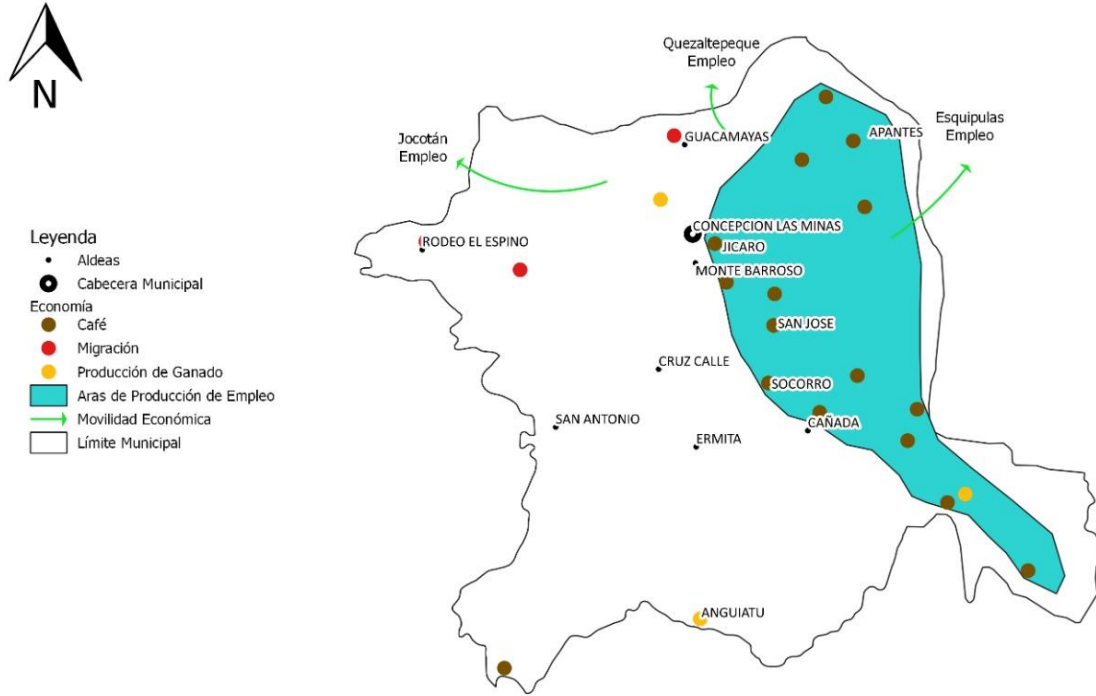 N
Quezaltepeque
Empleo
Jocotán
Empleo
Esquipulas
Empleo
GUACAMAYAS
APANTES
CONCEPCION LAS MINAS
RODEO EL ESPINO
JICARO
MONTE BARROSO
SAN JOSE
CRUZ CALLE
SOCORRO
SAN ANTONIO
CAÑADA
ERMITA
ANGUIATU
Leyenda
Aldeas
Cabecera Municipal
Economía
Café
Migración
Producción de Ganado
Aras de Producción de Empleo
Movilidad Económica
Límite Municipal